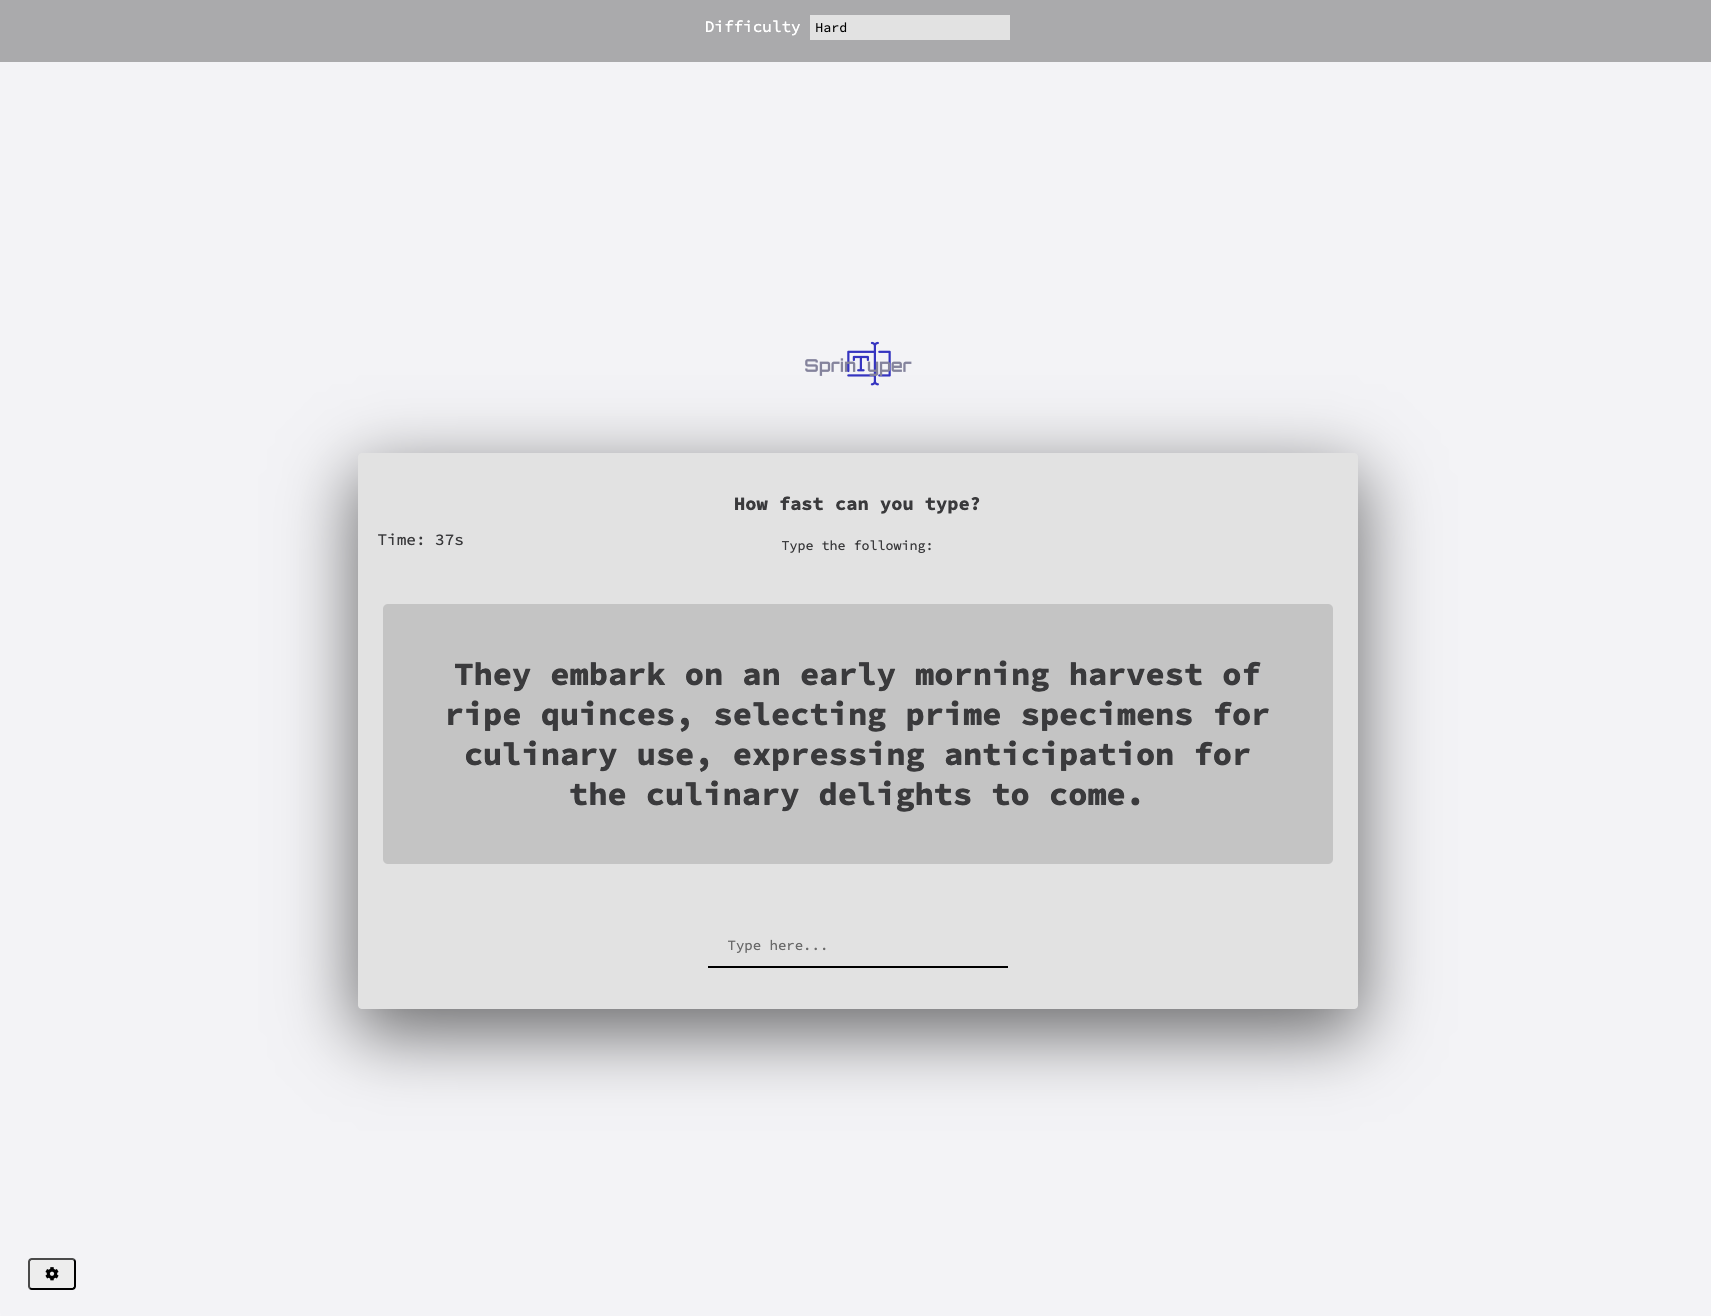 Difficulty Hard
SprinTyper
How fast can you type?
Time: 37s
Type the following:
They embark on an early morning harvest of
ripe quinces, selecting prime specimens for
culinary use, expressing anticipation for
the culinary delights to come.
Type here...